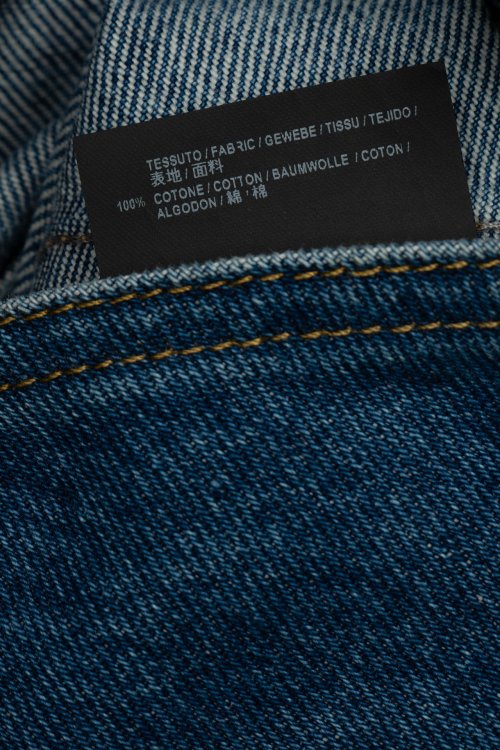 TESSUTO / FABRIC / GEWEBE / TISSU / TEJIDO /
表地 / 面料
100% COTONE / COTTON / BAUMWOLLE / COTON /
ALGODON / 綿，棉